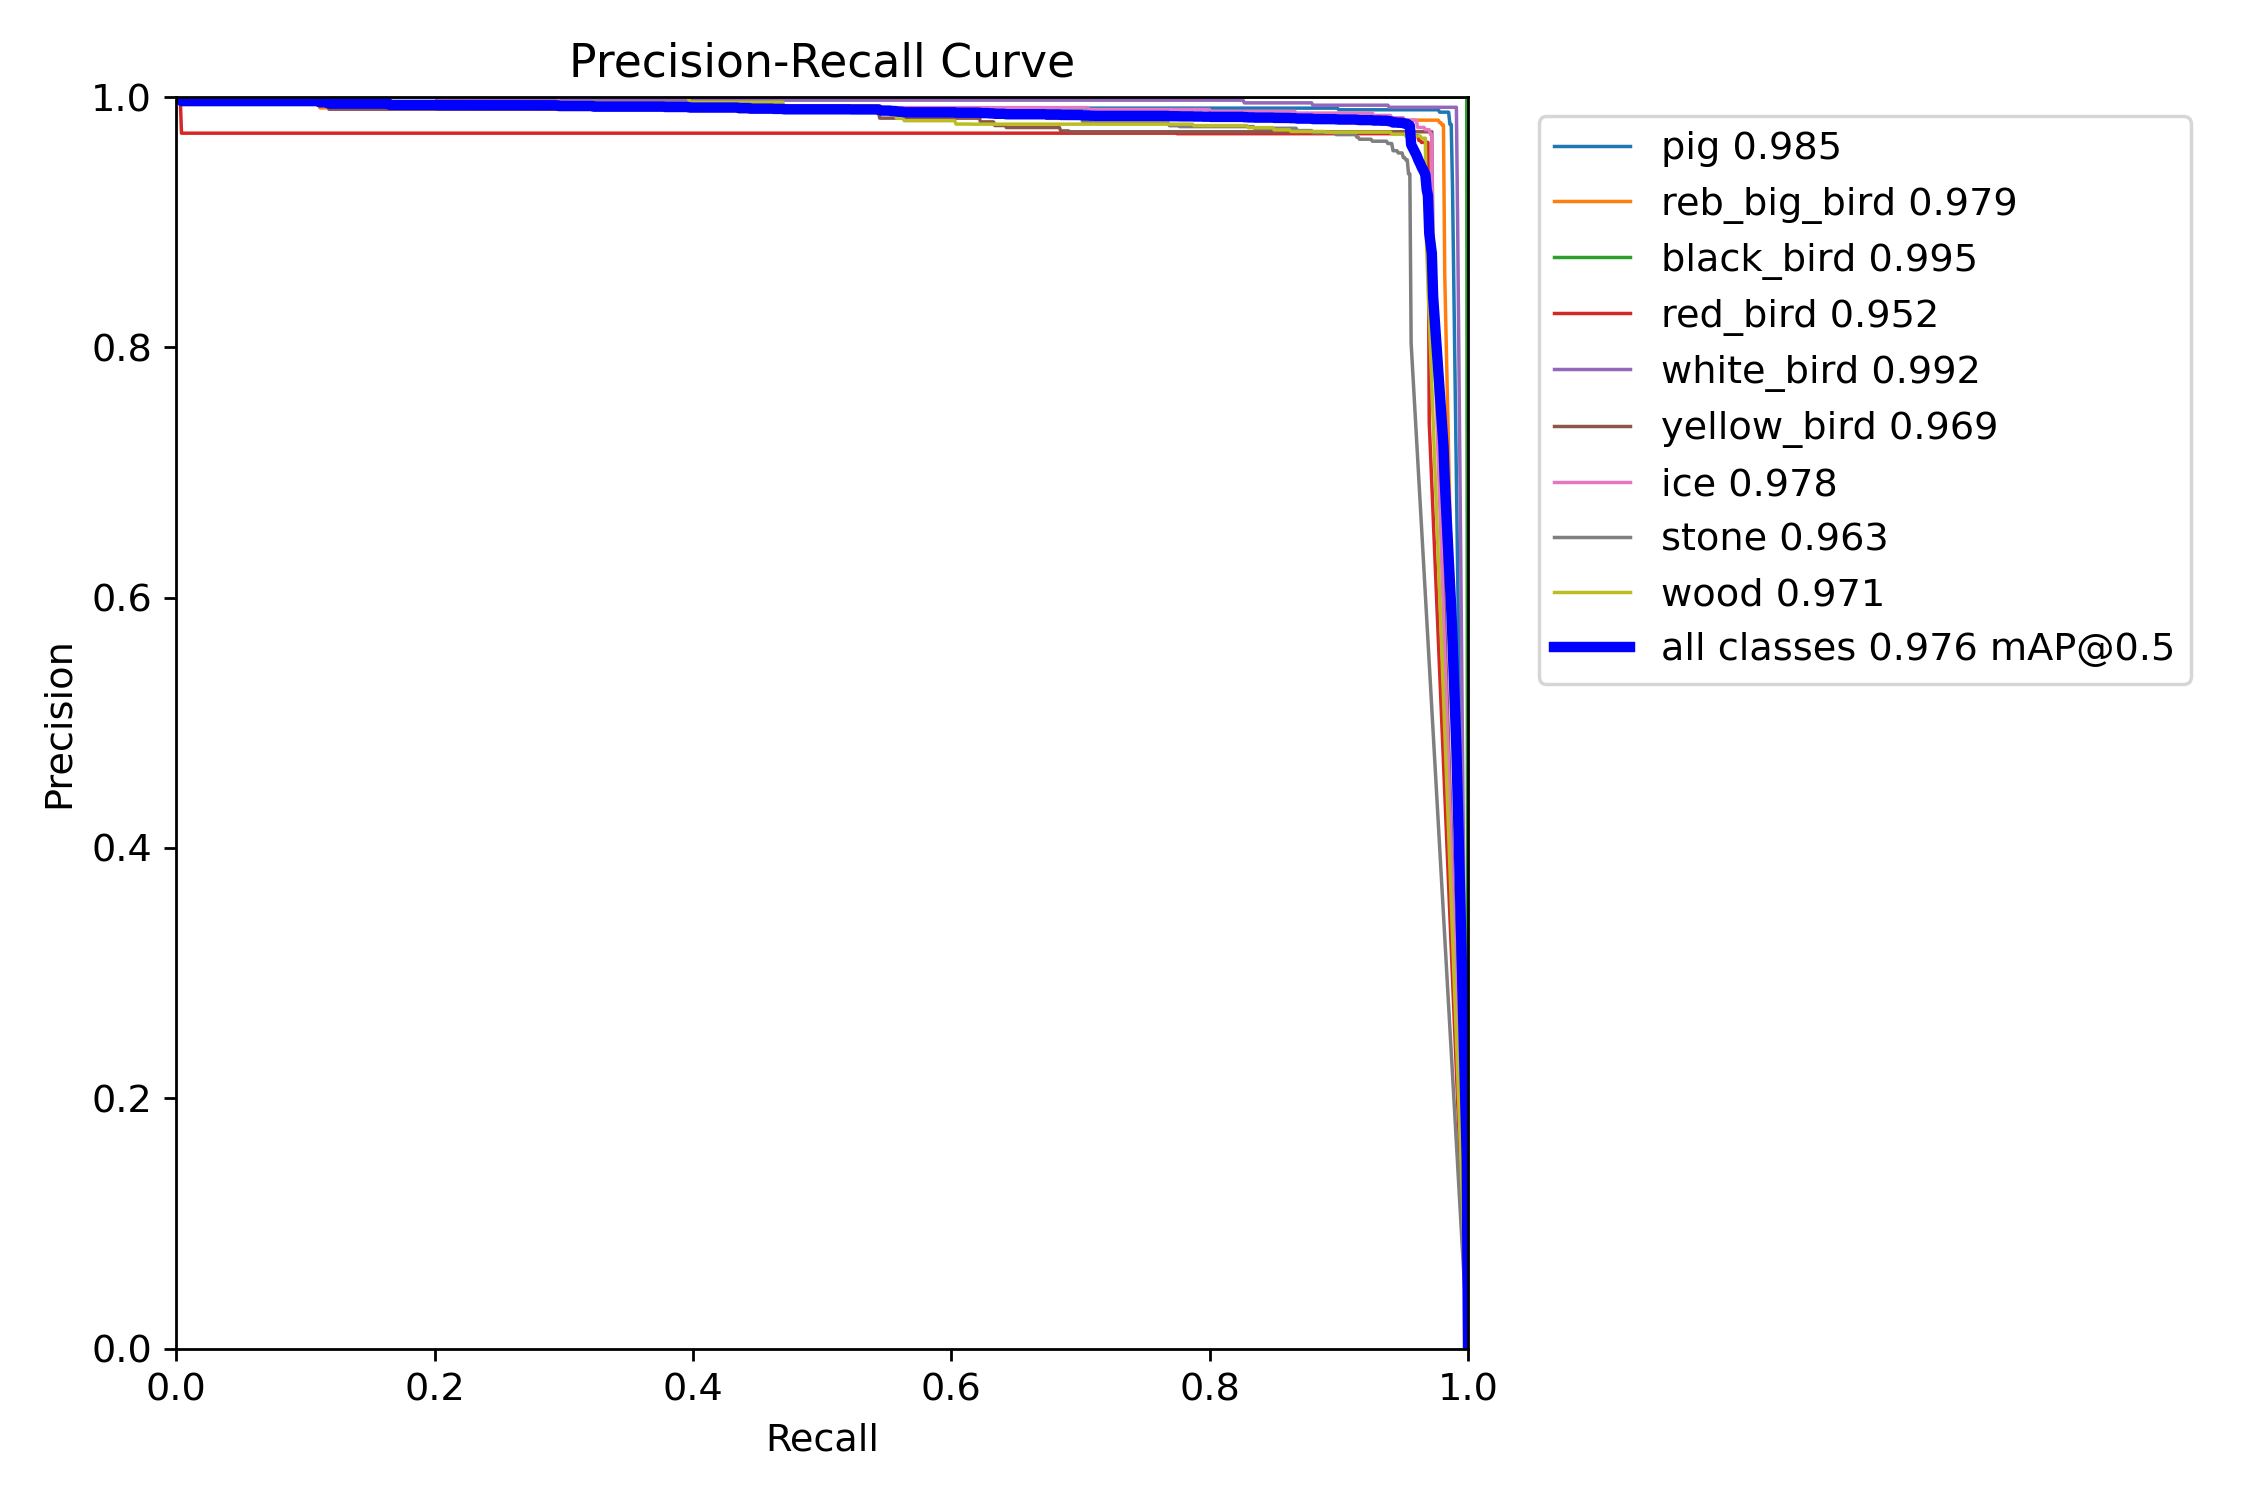 Precision-Recall Curve
1.0
0.8
0.6
0.4
0.2
0.0
Precision
0.0 0.2 0.4 0.6 0.8 1.0
Recall
pig 0.985
reb_big_bird 0.979
black_bird 0.995
red_bird 0.952
white_bird 0.992
yellow_bird 0.969
ice 0.978
stone 0.963
wood 0.971
all classes 0.976 mAP@0.5